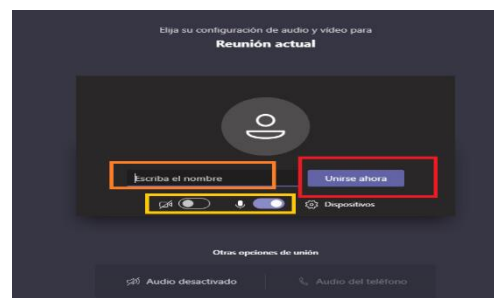 Elija su configuración de audio y vídeo para
Reunión actual
Escriba el nombre
Unirse ahora
Dispositivos
Otras opciones de unión
Audio desactivado
Audio del teléfono